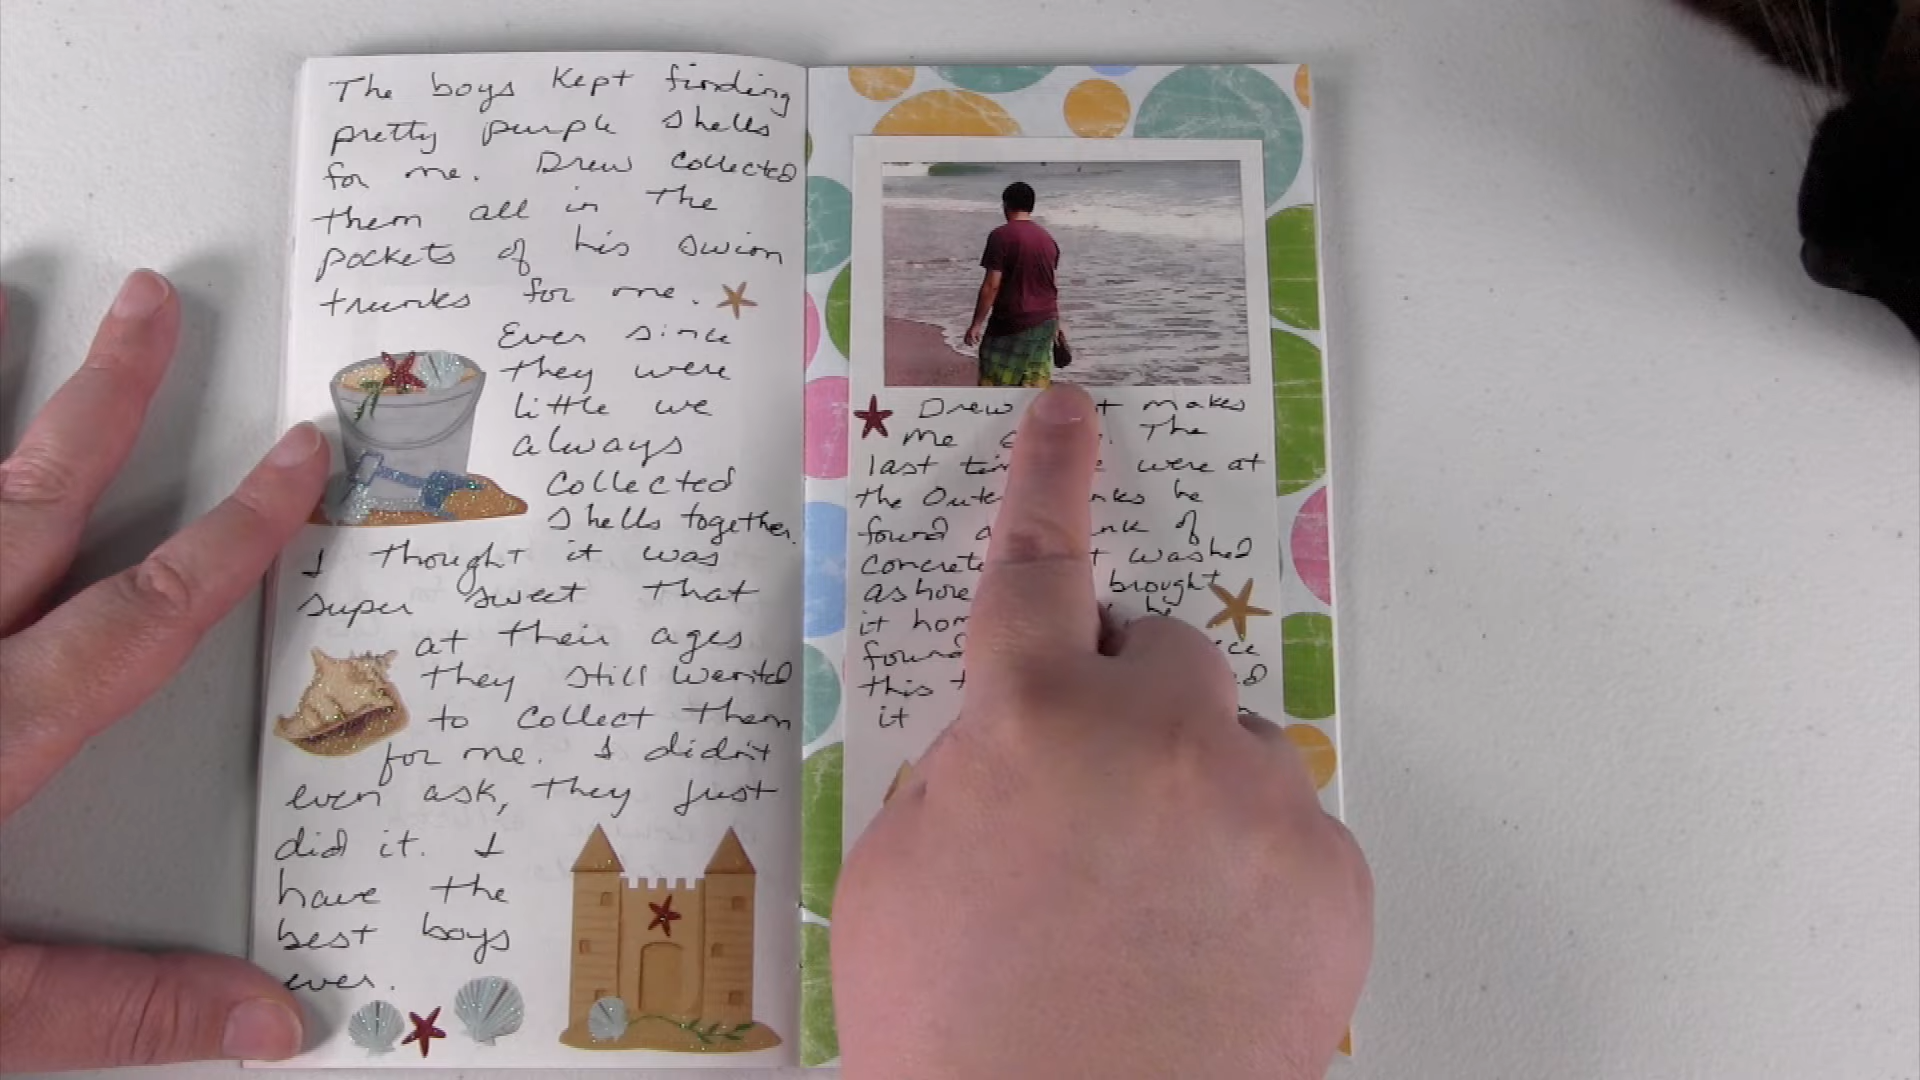 The boys kept finding
pretty purple shells
for me. Drew collected
them all in the
pockets of his swim
trunks for me.
Ever since
they were
little we
always
collected
shells together.
I thought it was
super sweet that
at their ages
they still wanted
to collect them
for me. I didn't
even ask, they just
did it. I
have the
best boys
ever.
Drew makes
me The
last were at
the he
found of
concrete washed
ashore brought
it he
found
this
it